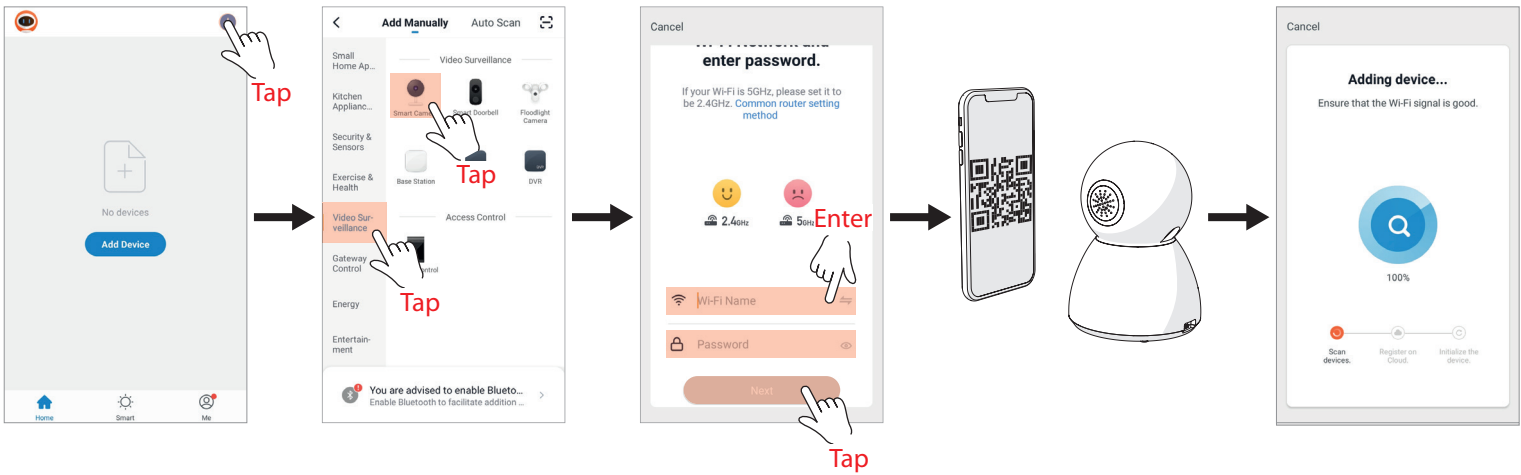 Tap
No devices
Add Device
Home
Smart
Me
Add Manually
Auto Scan
Small
Home Ap...
Kitchen
Applianc...
Security &
Sensors
Exercise &
Health
Video Sur-
veillance
Gateway
Control
Energy
Entertain-
ment
Video Surveillance
Smart Doorbell
Floodlight
Camera
Tap
Base Station
DVR
DVR
Access Control
Tap
You are advised to enable Blueto...
Enable Bluetooth to facilitate addition ...
Cancel
enter password.
If your Wi-Fi is 5GHz, please set it to
be 2.4GHz. Common router setting
method
2.4GHz
5GHz
Enter
Wi-Fi Name
Password
Next
Tap
Cancel
Adding device...
Ensure that the Wi-Fi signal is good.
100%
Scan
devices.
Register on
Cloud.
Initialize the
device.